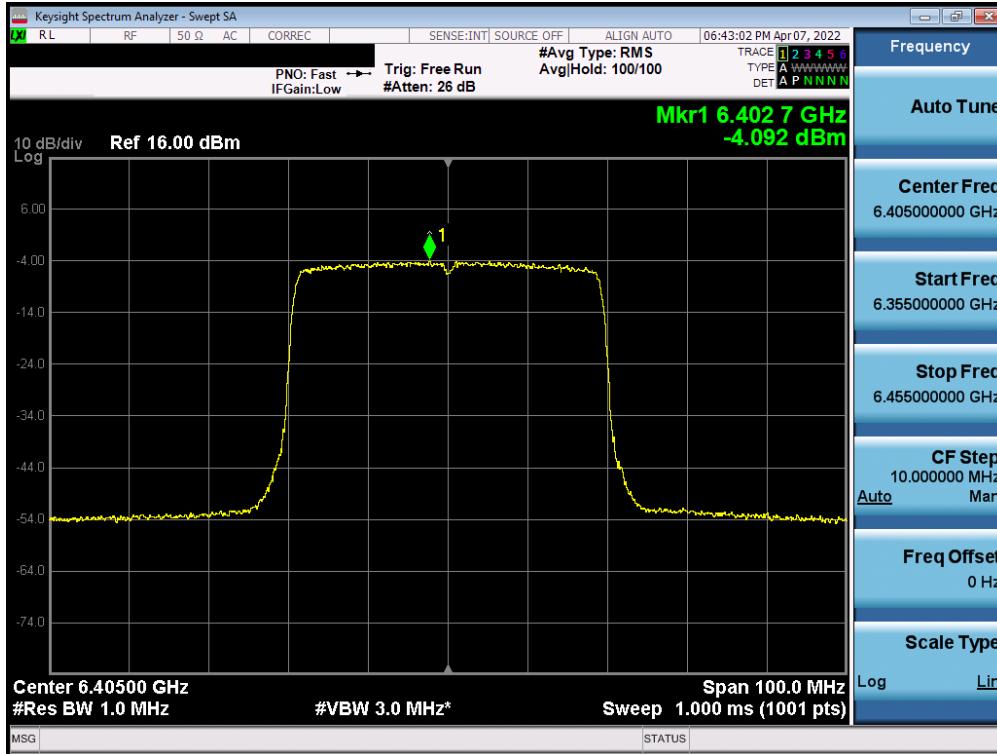 Keysight Spectrum Analyzer - Swept SA
LXI RL RF 50 Ω AC CORREC SENSE:INT SOURCE OFF ALIGN AUTO 06:43:02 PM Apr 07, 2022
PNO: Fast
IFGain:Low
Trig: Free Run
#Atten: 26 dB
#Avg Type: RMS
Avg|Hold: 100/100
TRACE 1 2 3 4 5 6
TYPE A WWWWW
DET A P N N N N
Mkr1 6.402 7 GHz
-4.092 dBm
10 dB/div Ref 16.00 dBm
Log
6.00
1
-4.00
-14.0
-24.0
-34.0
-44.0
-54.0
-64.0
-74.0
Center 6.40500 GHz Span 100.0 MHz
#Res BW 1.0 MHz #VBW 3.0 MHz* Sweep 1.000 ms (1001 pts)
MSG STATUS
Frequency
Auto Tune
Center Freq
6.405000000 GHz
Start Freq
6.355000000 GHz
Stop Freq
6.455000000 GHz
CF Step
10.000000 MHz
Auto Man
Freq Offset
0 Hz
Scale Type
Log Lin